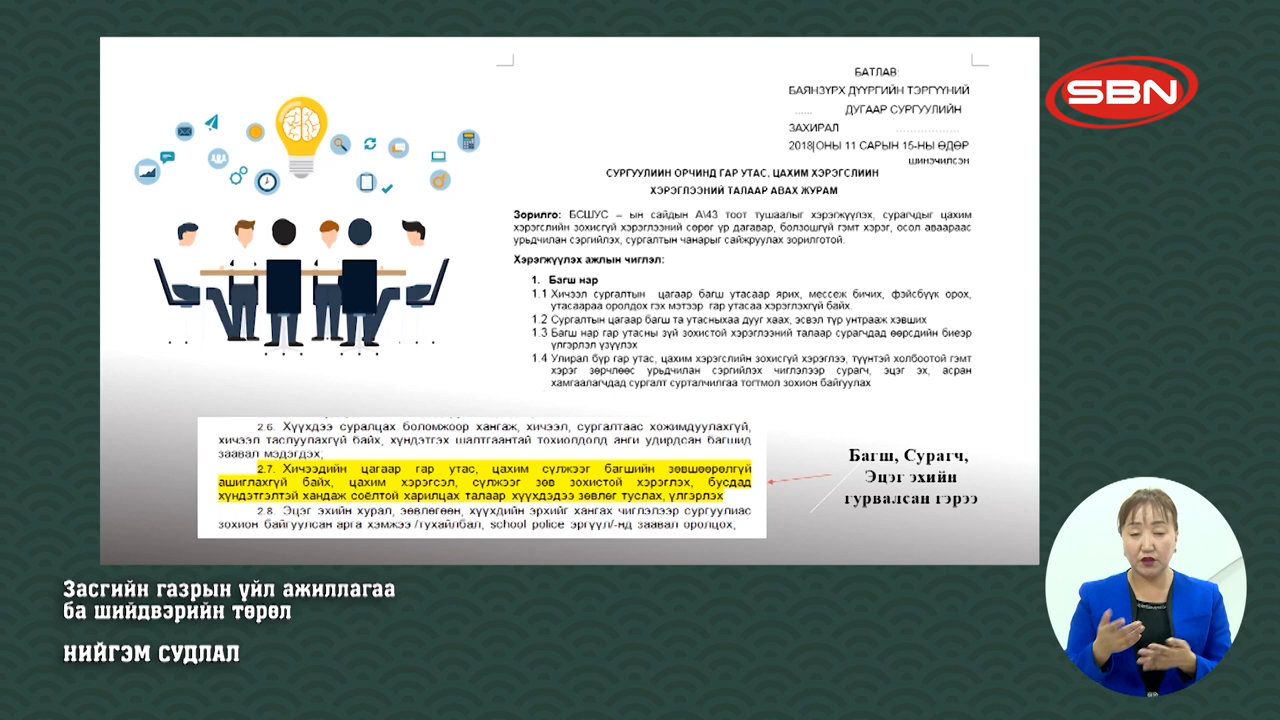 SBN
БАТЛАВ:
БАЯНЗҮРХ ДҮҮРГИЙН ТЭРГҮҮНИЙ
...... ДУГААР СУРГУУЛИЙН
ЗАХИРАЛ ..................
2018 ОНЫ 11 САРЫН 15-НЫ ӨДӨР
ШИНЭЧИЛСЭН
СУРГУУЛИИН ОРЧИНД ГАР УТАС, ЦАХИМ ХЭРЭГСЛИИН
ХЭРЭГЛЭЭНИЙ ТАЛААР АВАХ ЖУРАМ
Зорилго: БСШУС – ын сайдын А\43 тоот тушаалыг хэрэгжүүлэх, сурагчдыг цахим
хэрэгслийн зохисгүй хэрэглээний сөрөг үр дагавар, болзошгүй гэмт хэрэг, осол аваараас
урьдчилан сэргийлэх, сургалтын чанарыг сайжруулах зорилготой.
Хэрэгжүүлэх ажлын чиглэл:
1. Багш нар
1.1 Хичээл сургалтын цагаар багш утасаар ярих, мессеж бичих, фэйсбүүк орох,
утасаараа оролдох гэх мэтээр гар утсаа хэрэглэхгүй байх.
1.2 Сургалтын цагаар багш та утасныхаа дууг хаах, эсвэл түр унтрааж хэвших
1.3 Багш нар гар утасны зүй зохистой хэрэглээний талаар сурагчдад өөрсдийн биеэр
үлгэрлэл үзүүлэх
1.4 Улирал бүр гар утас, цахим хэрэгслийн зохисгүй хэрэглээ, түүнтэй холбоотой гэмт
хэрэг зөрчлөөс урьдчилан сэргийлэх чиглэлээр сурагч, эцэг эх, асран
хамгаалагчдад сургалт сурталчилгаа тогтмол зохион байгуулах
2.6. Хүүхдээ суралцах боломжоор хангаж, хичээл, сургалтаас хожимдуулахгүй,
хичээл таслуулахгүй байх, хүндэтгэх шалтгаантай тохиолдолд анги удирдсан багшид
заавал мэдэгдэх;
2.7. Хичээдийн цагаар гар утас, цахим сүлжээг багшийн зөвшөөрөлгүй
ашиглахгүй байх, цахим хэрэгсэл, сүлжээг зөв зохистой хэрэглэх, бусдад
хүндэтгэлтэй хандаж соёлтой харилцах талаар хүүхдэдээ зөвлөг туслах, үлгэрлэх
2.8. Эцэг эхийн хурал, зөвлөгөөн, хүүхдийн эрхийг хангах чиглэлээр сургуулиас
зохион байгуулсан арга хэмжээ /тухайлбал, school police эргүүл/-нд заавал оролцох;
Багш, Сурагч,
Эцэг эхийн
гурвалсан гэрээ
Засгийн газрын үйл ажиллагаа
ба шийдвэрийн төрөл
НИЙГЭМ СУДЛАЛ